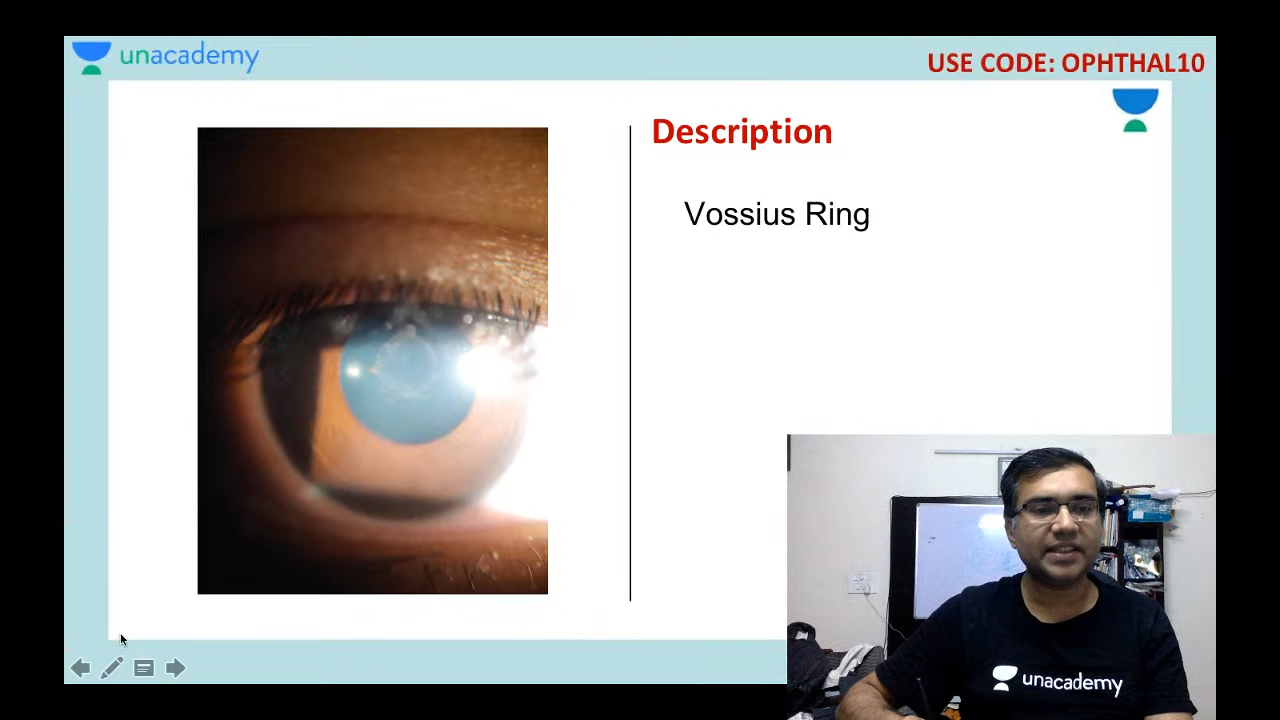 unacademy
USE CODE: OPHTHAL10
Description
Vossius Ring
unacademy